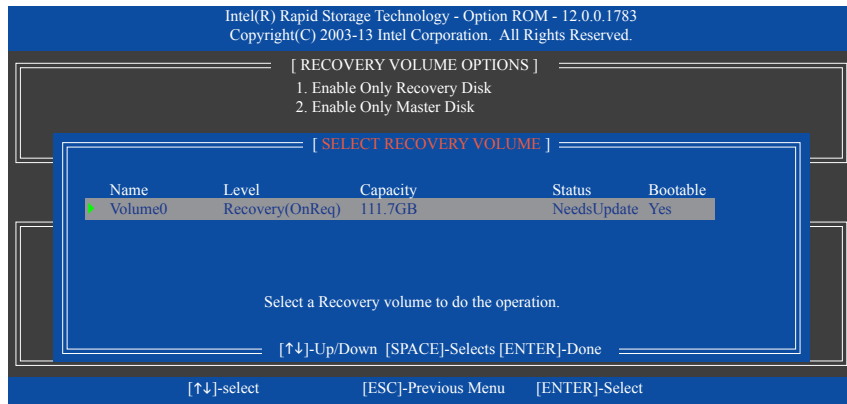 Intel(R) Rapid Storage Technology - Option ROM - 12.0.0.1783
Copyright(C) 2003-13 Intel Corporation. All Rights Reserved.
[ RECOVERY VOLUME OPTIONS ]
1. Enable Only Recovery Disk
2. Enable Only Master Disk
[ SELECT RECOVERY VOLUME ]
Name Level Capacity Status Bootable
Volume0 Recovery(OnReq) 111.7GB NeedsUpdate Yes
Select a Recovery volume to do the operation.
[↑↓]-Up/Down [SPACE]-Selects [ENTER]-Done
[↑↓]-select [ESC]-Previous Menu [ENTER]-Select